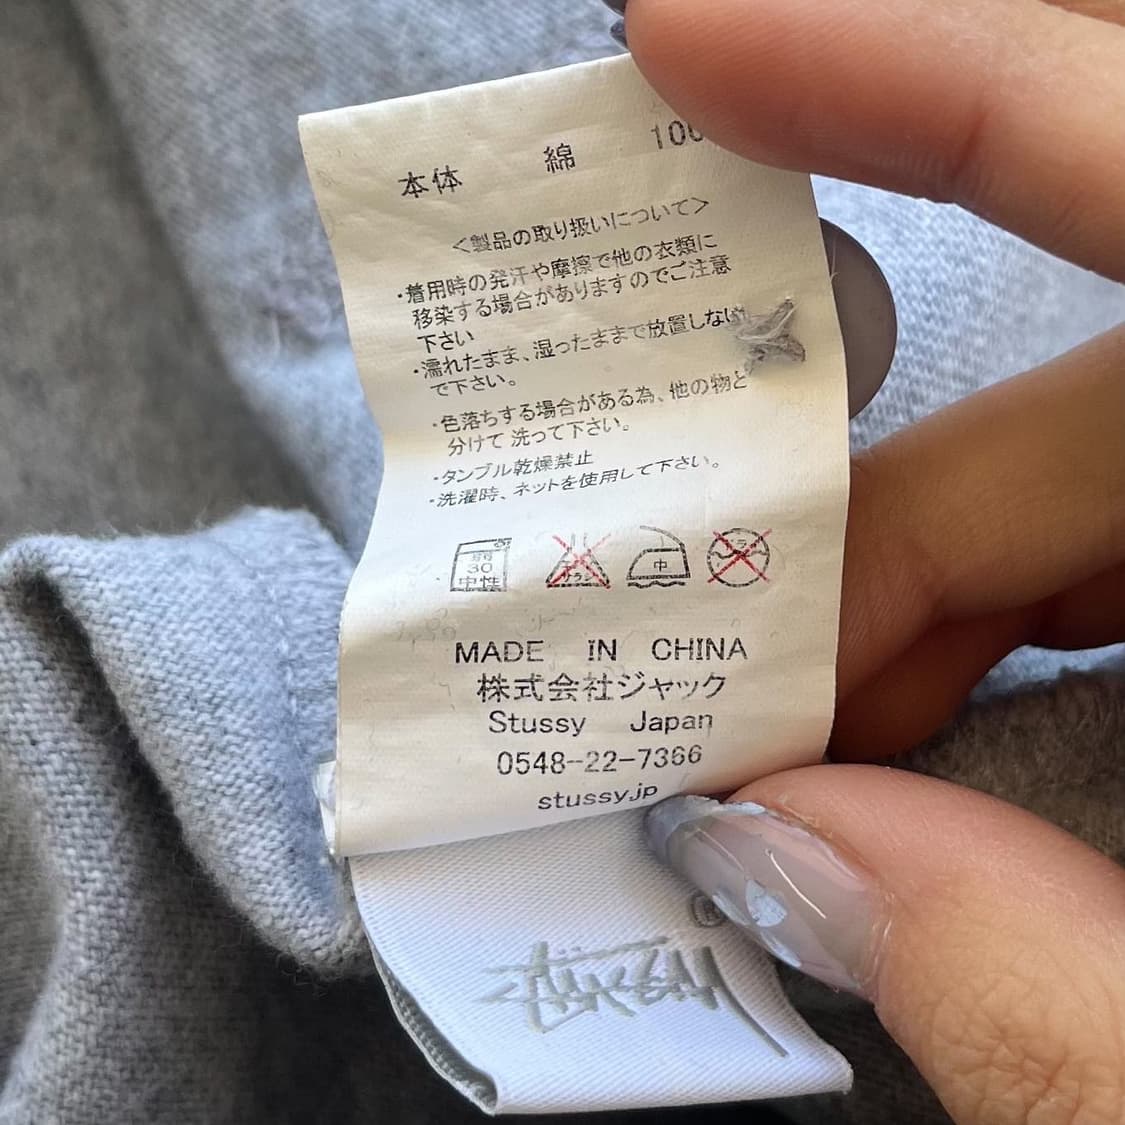 本体 綿 100
<製品の取り扱いについて>
・着用時の発汗や摩擦で他の衣類に
移染する場合がありますのでご注意
下さい
・濡れたまま、湿ったままで放置しない
で下さい。
・色落ちする場合がある為、他の物と
分けて 洗って下さい。
・タンブル乾燥禁止
・洗濯時、ネットを使用して下さい。
弱
30
中性
中
MADE IN CHINA
株式会社ジャック
Stussy Japan
0548-22-7366
stussy.jp
®
Stüssy